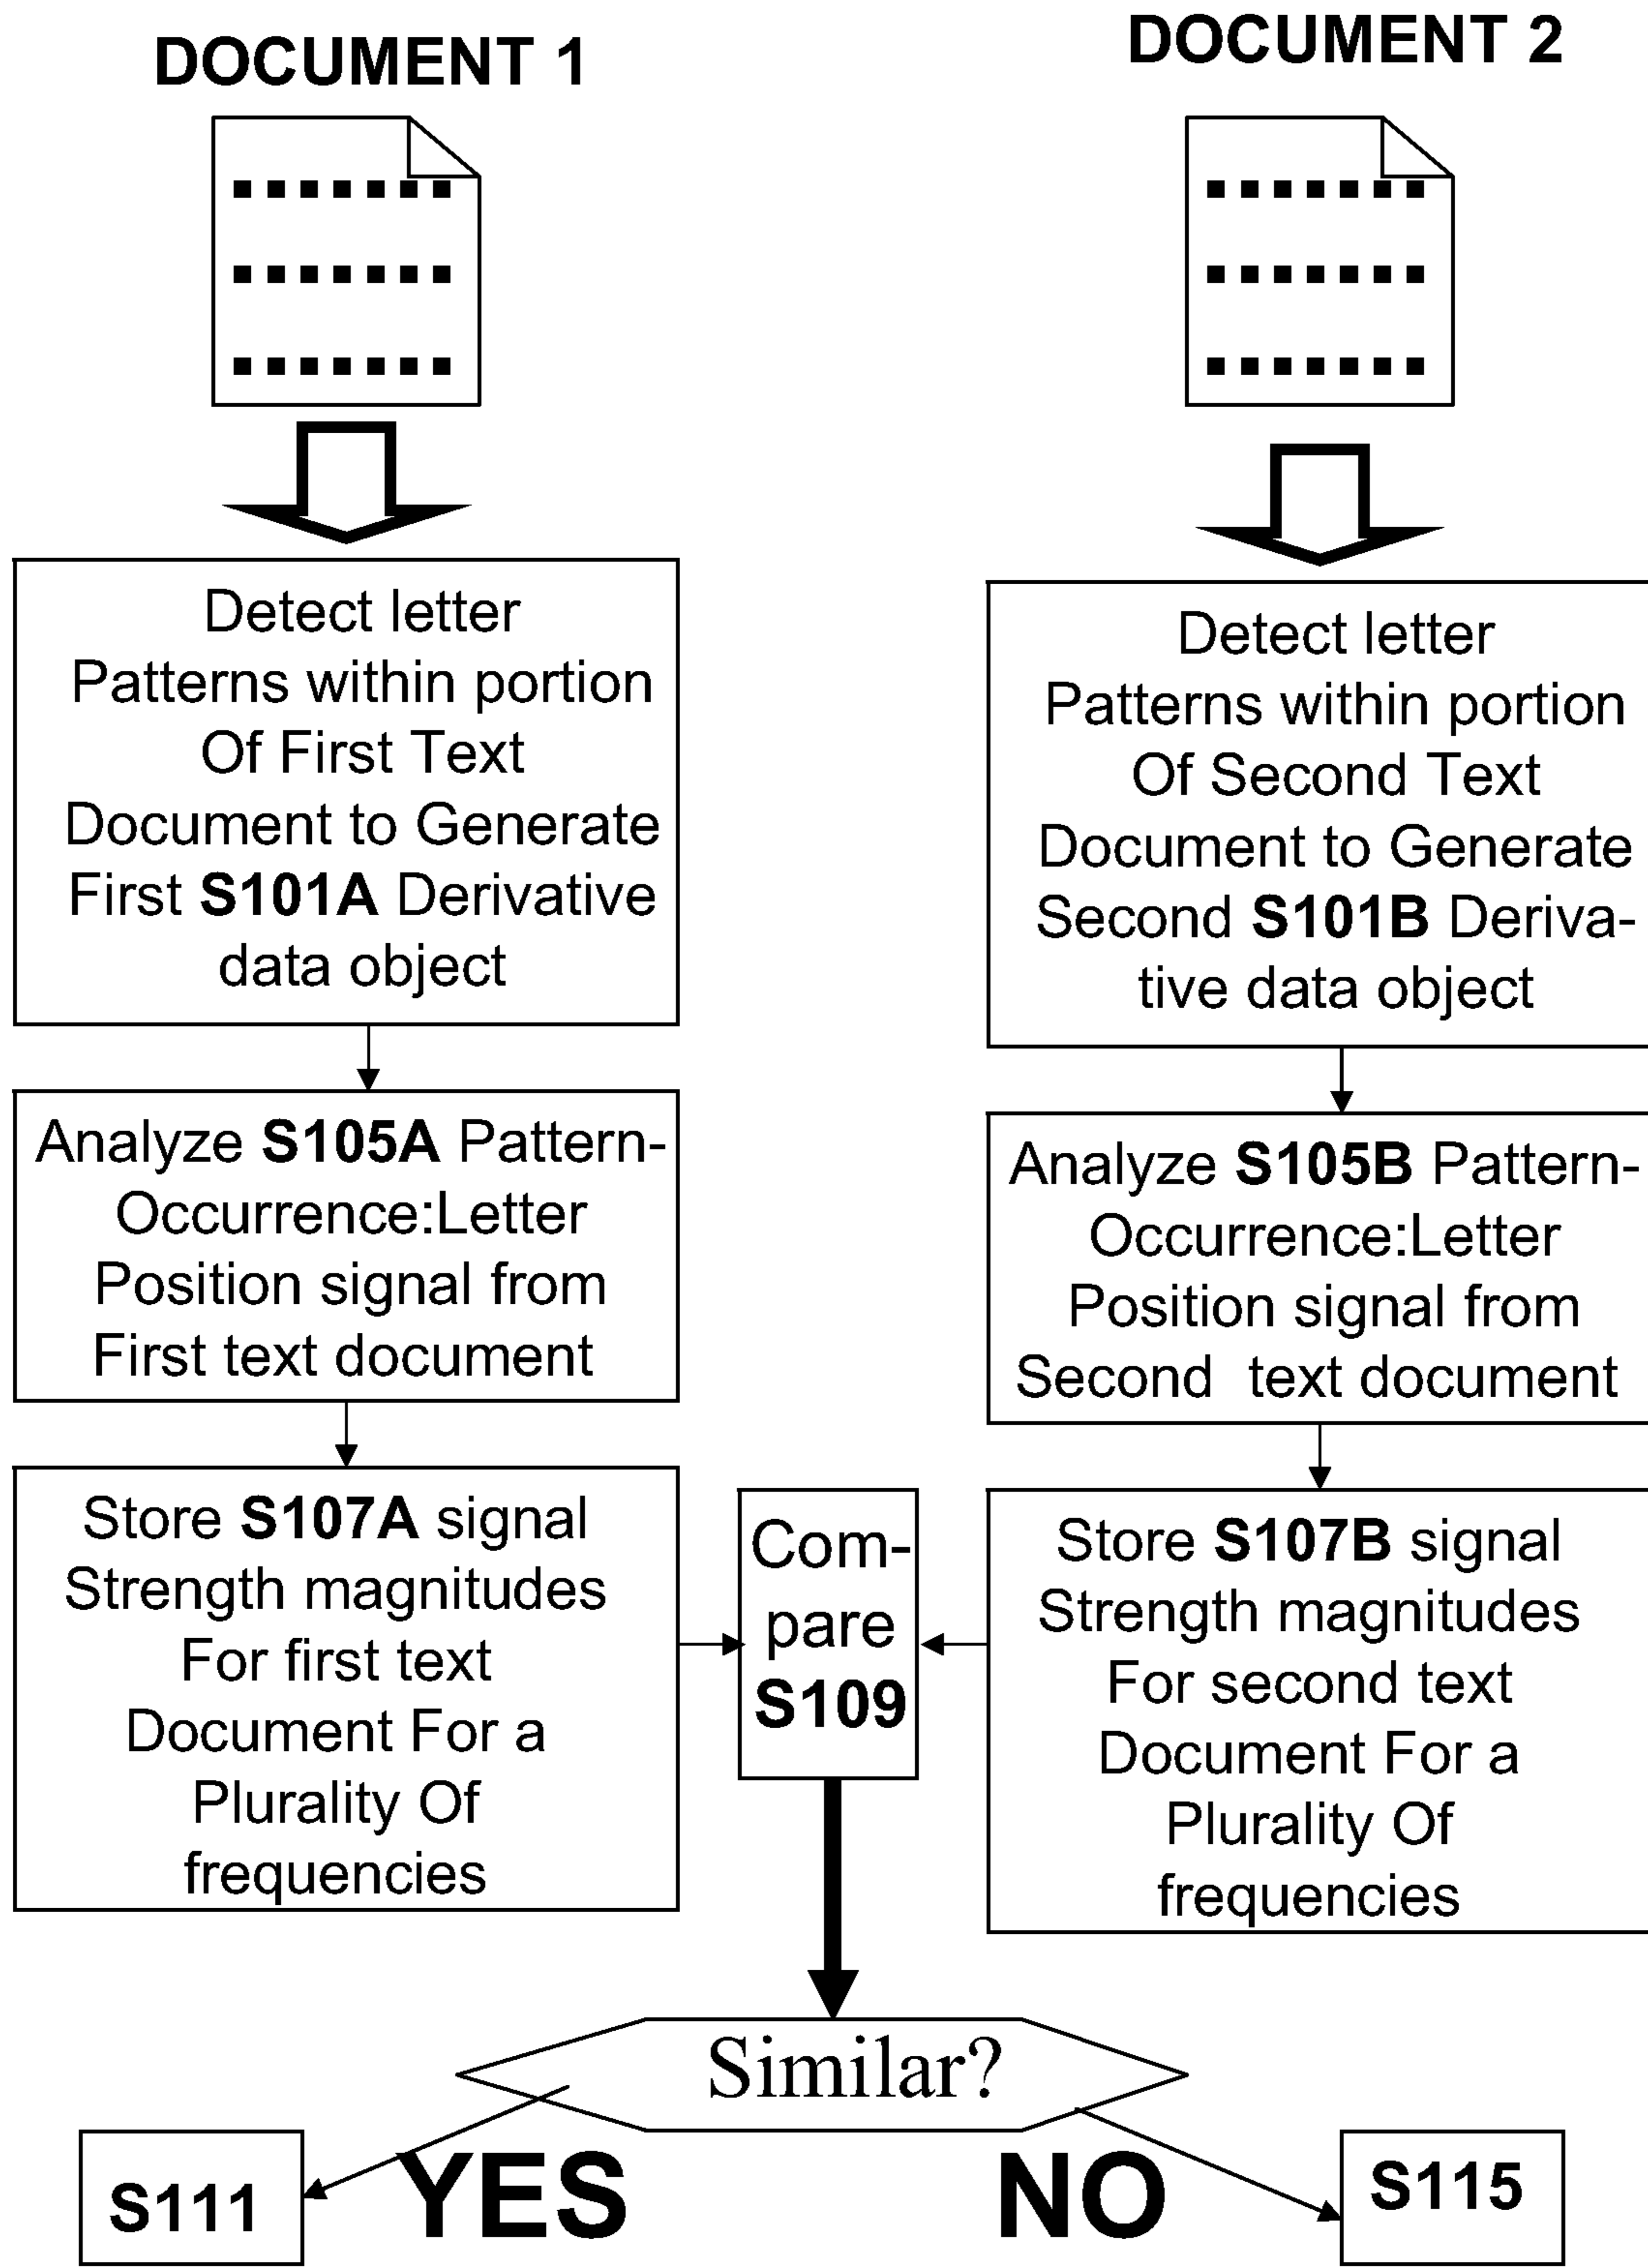 DOCUMENT 1
Detect letter
Patterns within portion
Of First Text
Document to Generate
First S101A Derivative
data object
Analyze S105A Pattern-
Occurrence:Letter
Position signal from
First text document
Store S107A signal
Strength magnitudes
For first text
Document For a
Plurality Of
frequencies
DOCUMENT 2
Detect letter
Patterns within portion
Of Second Text
Document to Generate
Second S101B Deriva-
tive data object
Analyze S105B Pattern-
Occurrence:Letter
Position signal from
Second text document
Store S107B signal
Strength magnitudes
For second text
Document For a
Plurality Of
frequencies
Com-
pare
S109
Similar?
YES
NO
S111
S115